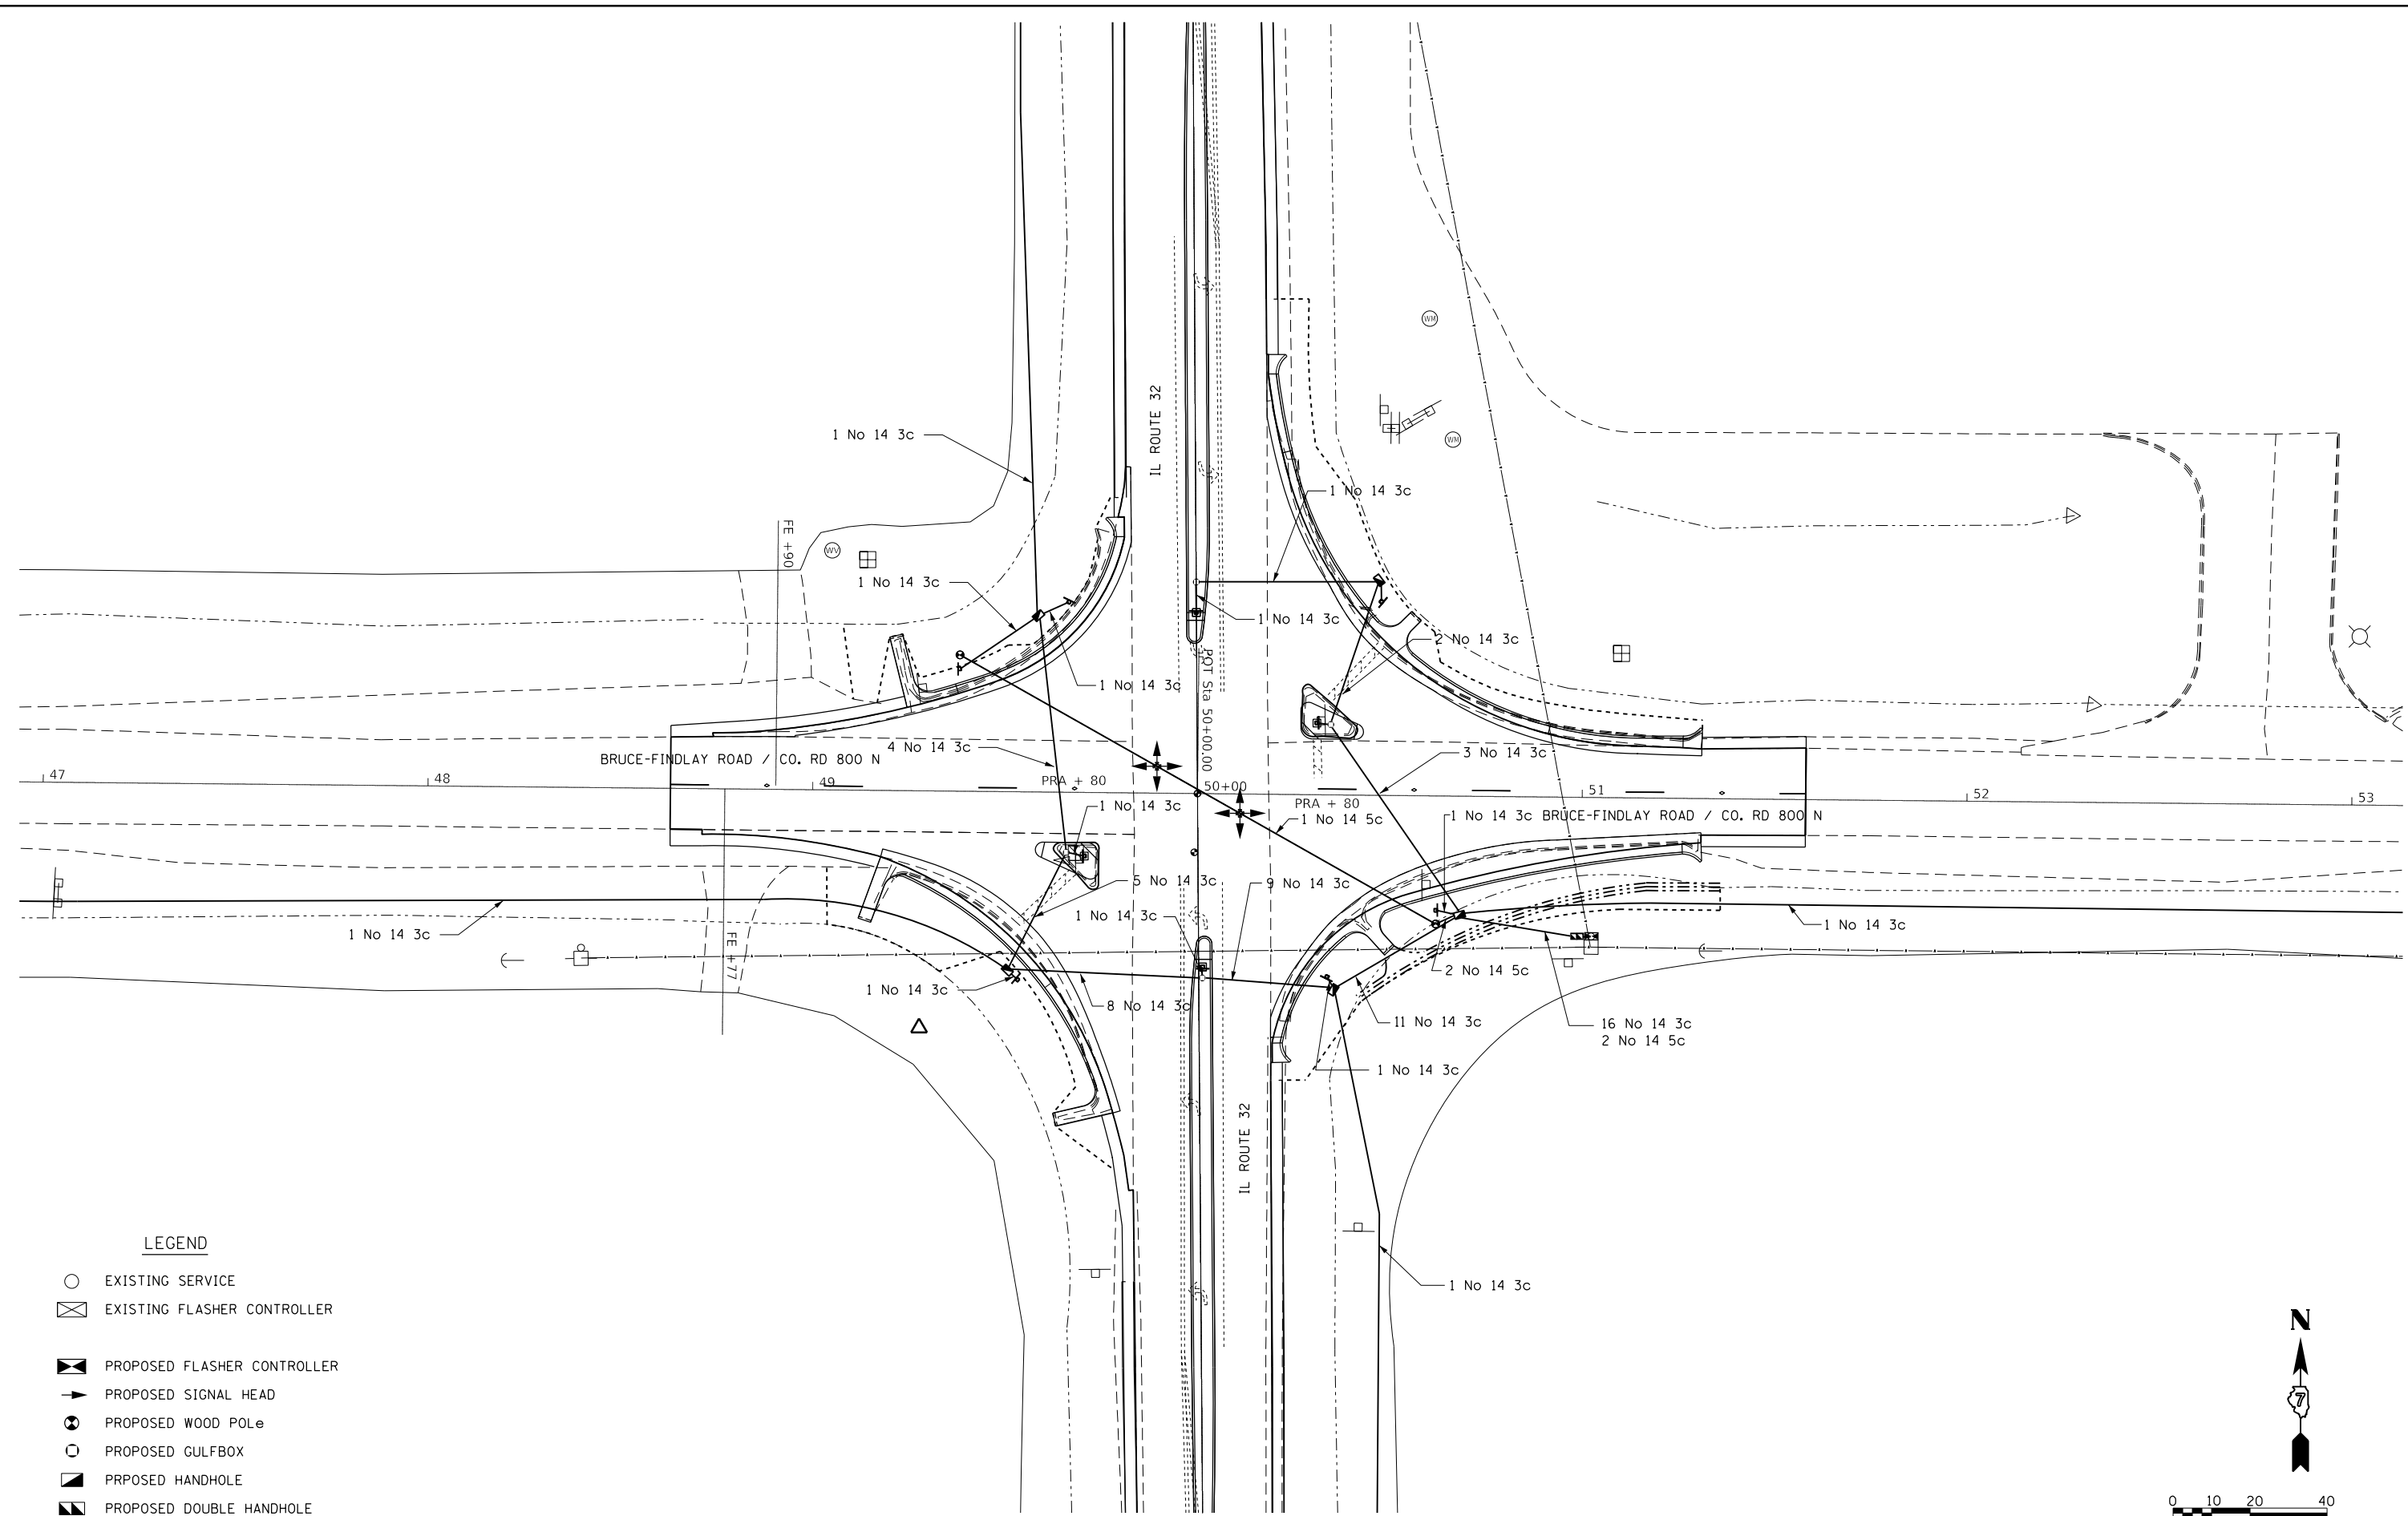 WM
IL ROUTE 32
1 No 14 3c
WM
1 No 14 3c
FE +90
WV
1 No 14 3c
1 No 14 3c
2 No 14 3c
POT Sta 50+00.00
1 No 14 3c
4 No 14 3c
3 No 14 3c
BRUCE-FINDLAY ROAD / CO. RD 800 N
47
48
49
PRA + 80
50+00
51
52
53
1 No 14 3c
PRA + 80
1 No 14 5c
1 No 14 3c
BRUCE-FINDLAY ROAD / CO. RD 800 N
5 No 14 3c
9 No 14 3c
1 No 14 3c
1 No 14 3c
1 No 14 3c
FE +77
2 No 14 5c
1 No 14 3c
8 No 14 3c
11 No 14 3c
16 No 14 3c
2 No 14 5c
1 No 14 3c
IL ROUTE 32
1 No 14 3c
LEGEND
EXISTING SERVICE
EXISTING FLASHER CONTROLLER
PROPOSED FLASHER CONTROLLER
PROPOSED SIGNAL HEAD
PROPOSED WOOD POLe
PROPOSED GULFBOX
PRPOSED HANDHOLE
PROPOSED DOUBLE HANDHOLE
N
7
0 10 20 40